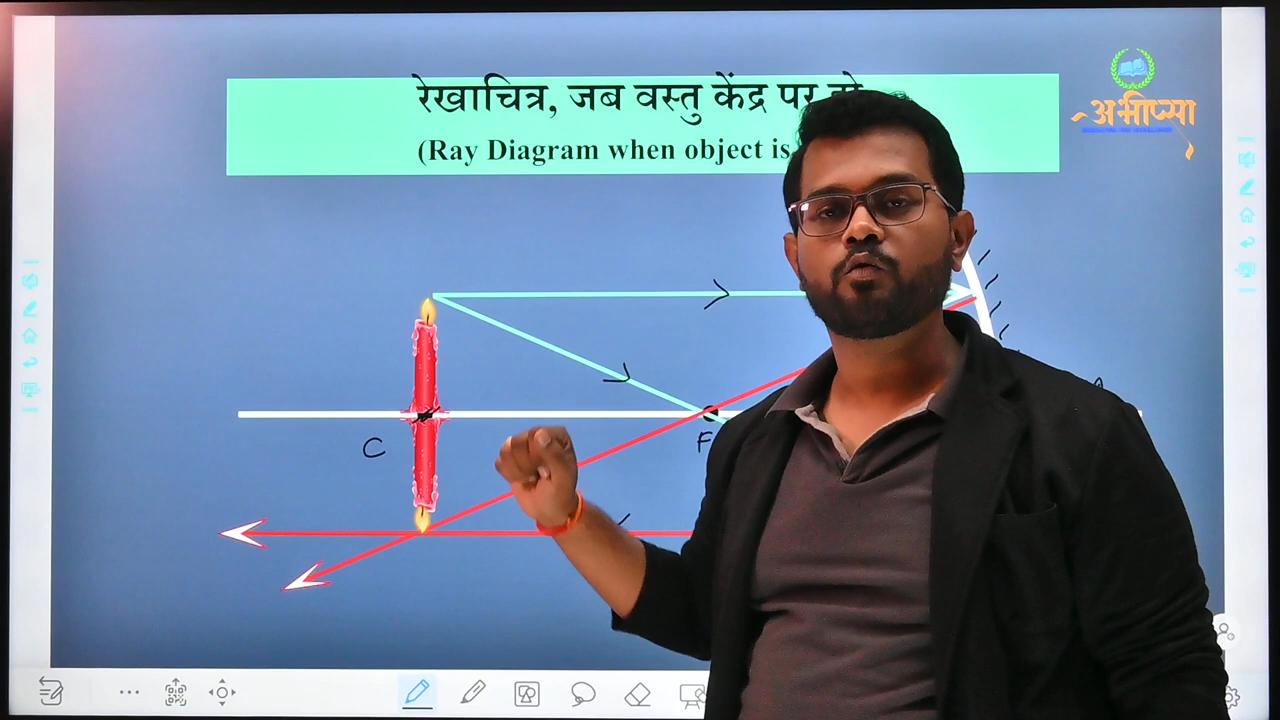 रेखाचित्र, जब वस्तु केंद्र पर हो
(Ray Diagram when object is
अभीप्सा
C
F